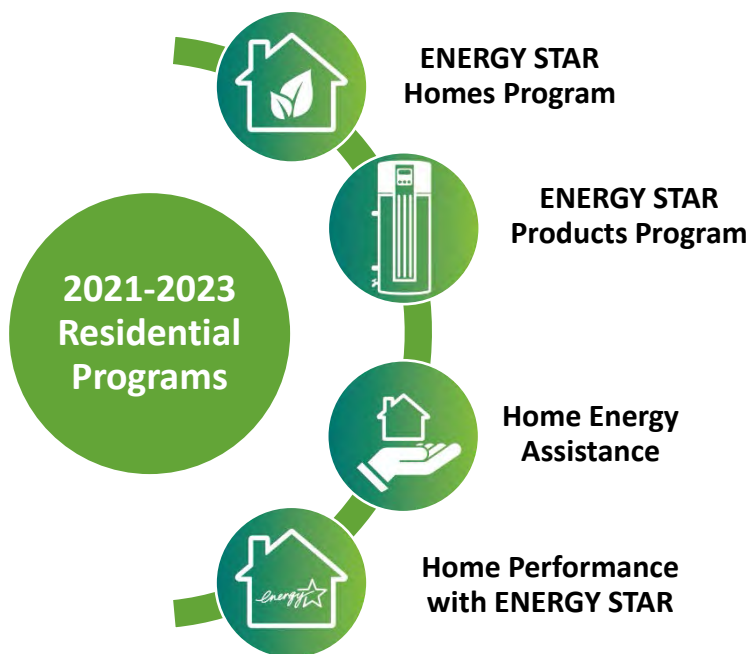 ENERGY STAR
Homes Program
ENERGY STAR
Products Program
2021-2023
Residential
Programs
Home Energy
Assistance
energy
Home Performance
with ENERGY STAR